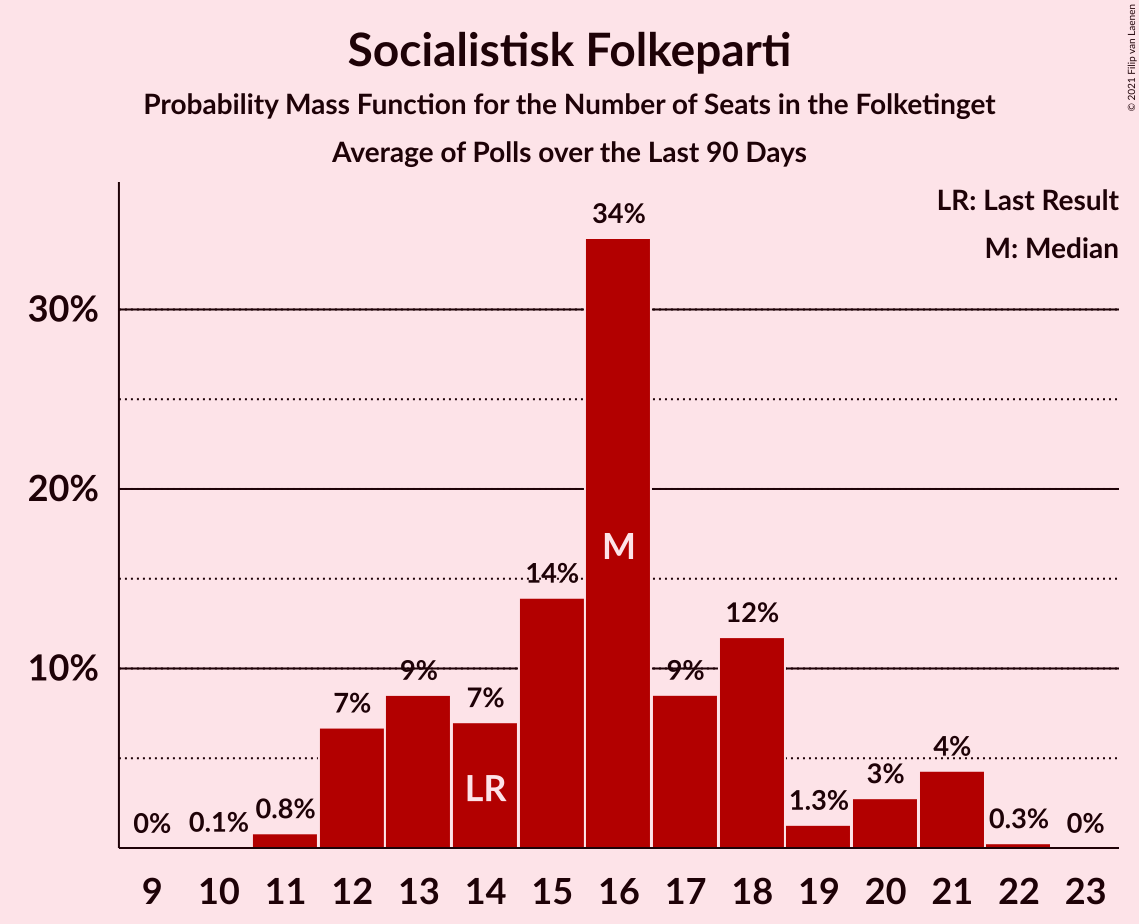 Socialistisk Folkeparti
Probability Mass Function for the Number of Seats in the Folketinget
Average of Polls over the Last 90 Days
© 2021 Filip van Laenen
LR: Last Result
M: Median
30%
20%
10%
0%
0.1%
0.8%
7%
9%
7%
14%
34%
9%
12%
1.3%
3%
4%
0.3%
0%
LR
M
9 10 11 12 13 14 15 16 17 18 19 20 21 22 23